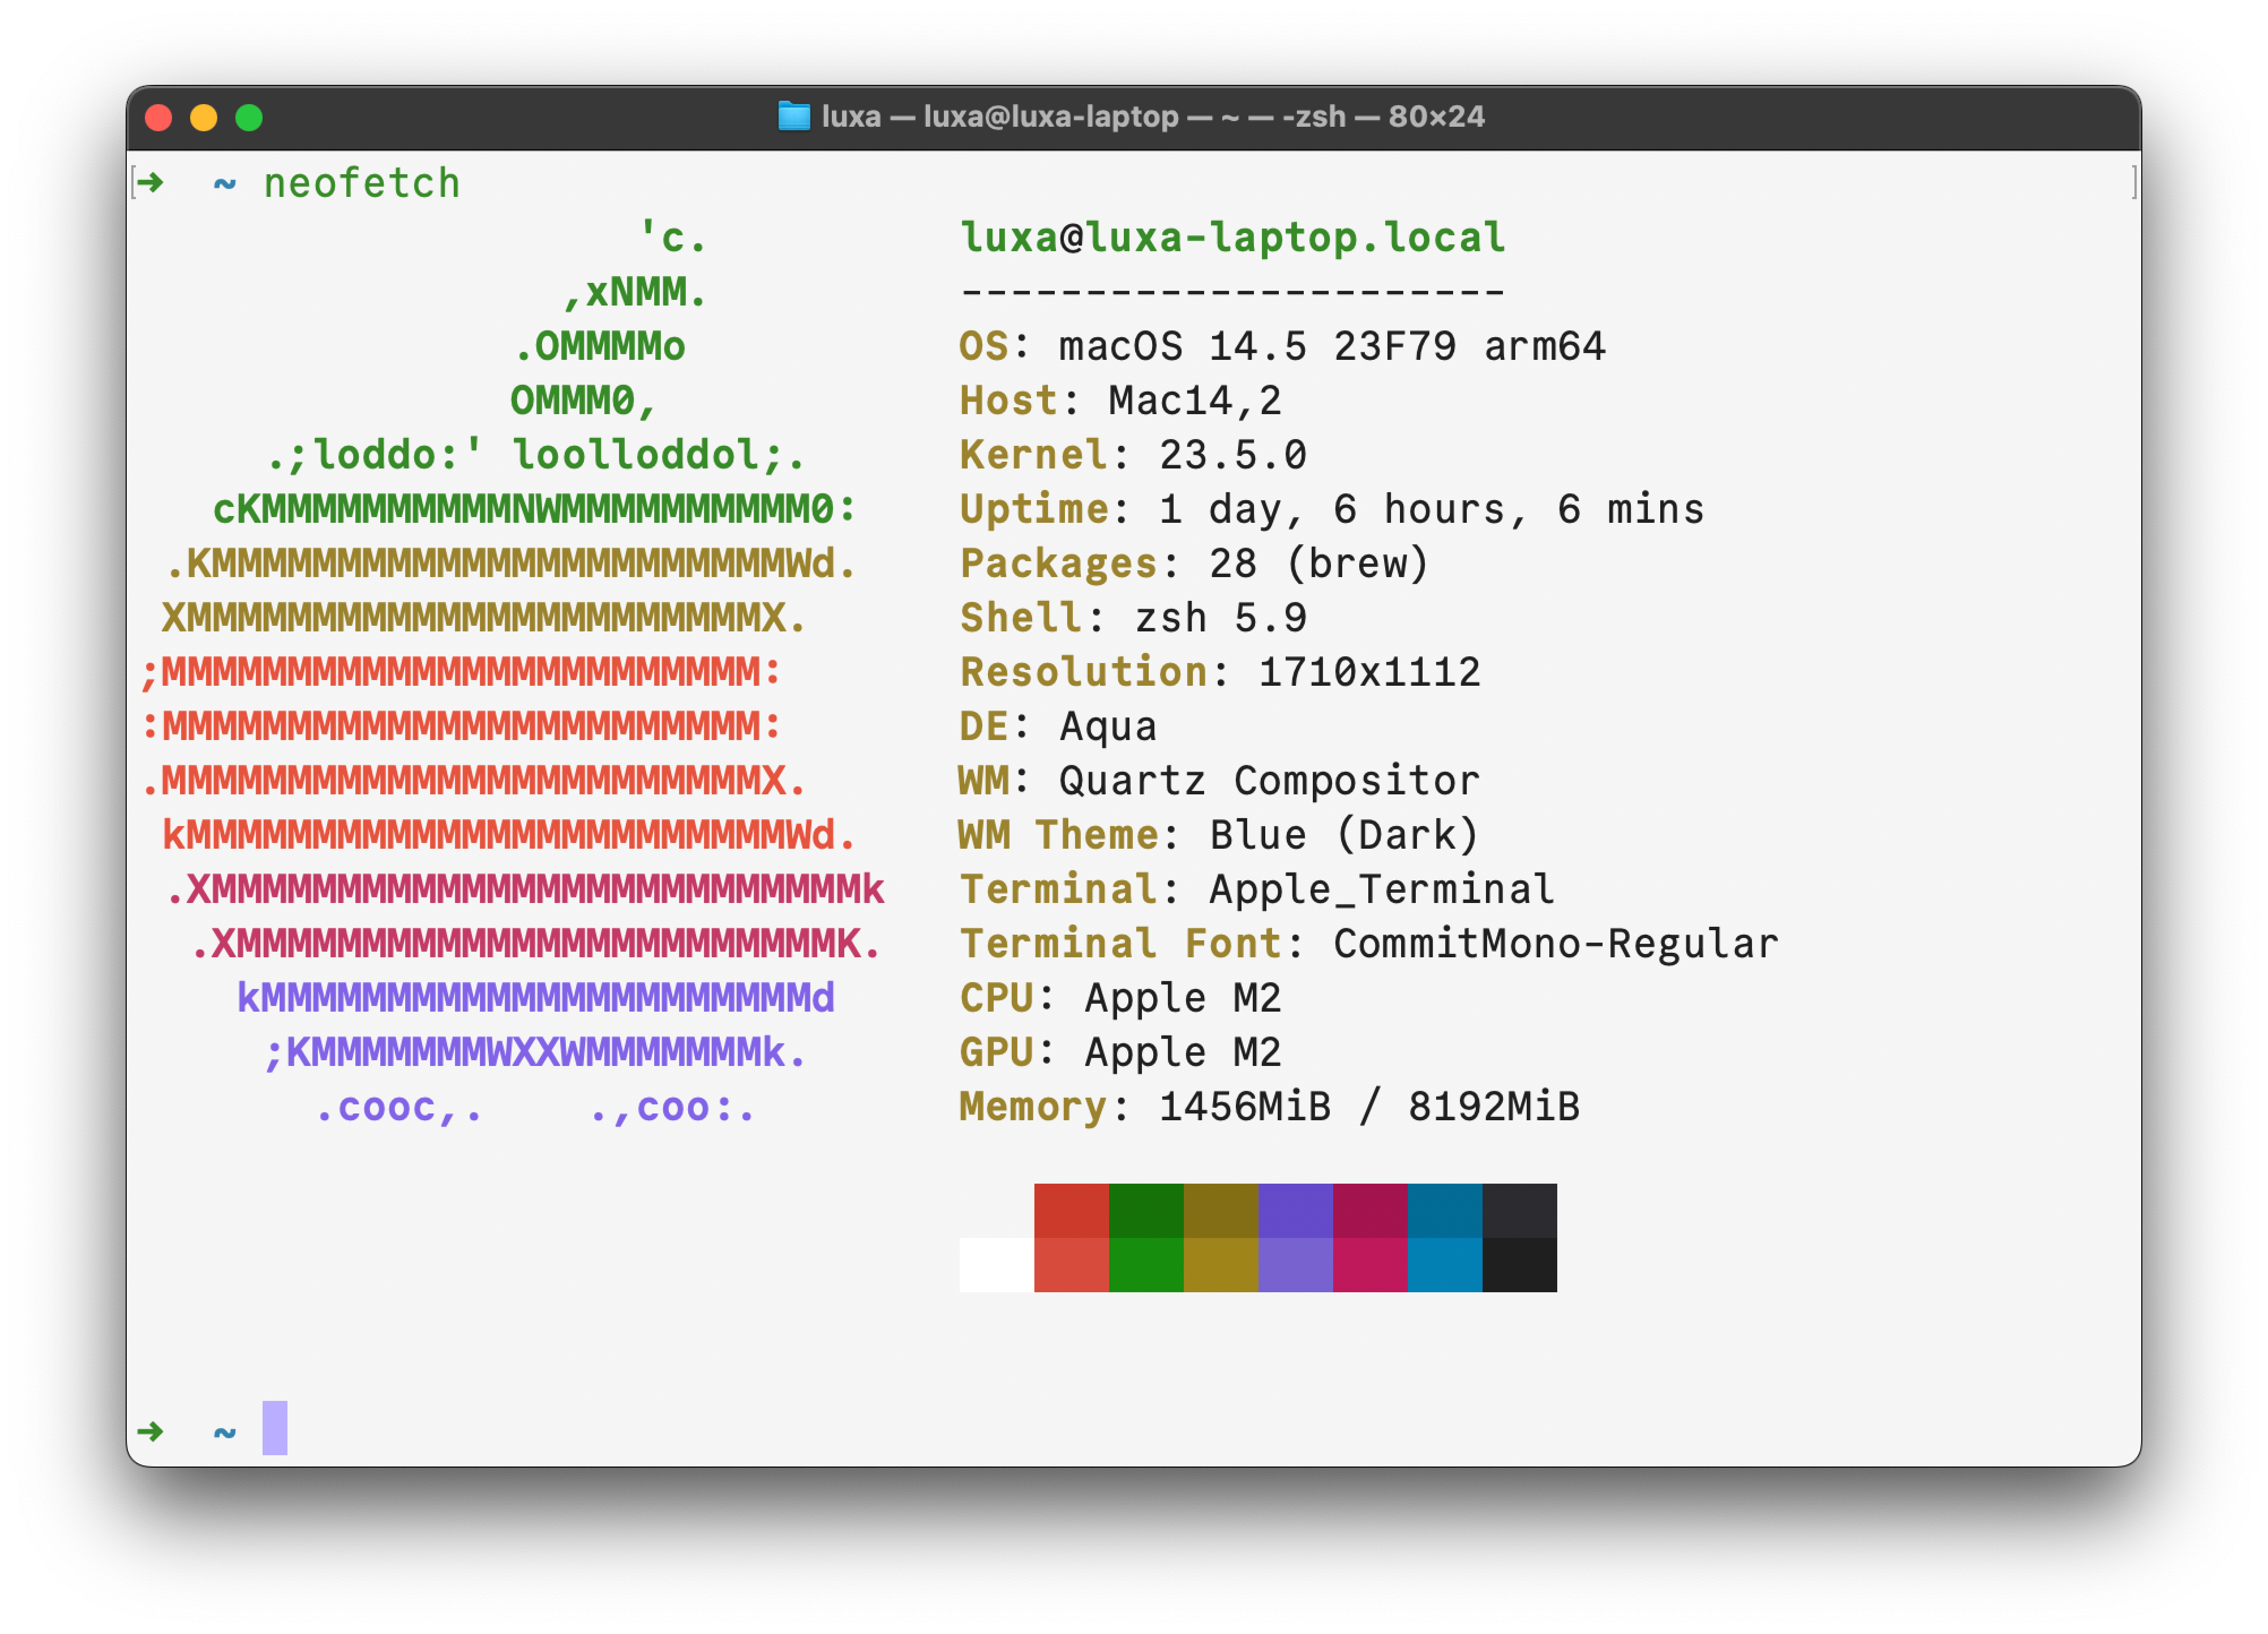 luxa — luxa@luxa-laptop — ~ — -zsh — 80×24
[➜  ~ neofetch ]
                    'c.          luxa@luxa-laptop.local
                 ,xNMM.          ----------------------
               .OMMMMo           OS: macOS 14.5 23F79 arm64
               OMMM0,            Host: Mac14,2
     .;loddo:' loolloddol;.      Kernel: 23.5.0
   cKMMMMMMMMMMNWMMMMMMMMMM0:    Uptime: 1 day, 6 hours, 6 mins
 .KMMMMMMMMMMMMMMMMMMMMMMMWd.    Packages: 28 (brew)
 XMMMMMMMMMMMMMMMMMMMMMMMX.      Shell: zsh 5.9
;MMMMMMMMMMMMMMMMMMMMMMMM:       Resolution: 1710x1112
:MMMMMMMMMMMMMMMMMMMMMMMM:       DE: Aqua
.MMMMMMMMMMMMMMMMMMMMMMMMX.      WM: Quartz Compositor
 kMMMMMMMMMMMMMMMMMMMMMMMMWd.    WM Theme: Blue (Dark)
 .XMMMMMMMMMMMMMMMMMMMMMMMMMMk   Terminal: Apple_Terminal
  .XMMMMMMMMMMMMMMMMMMMMMMMMK.   Terminal Font: CommitMono-Regular
    kMMMMMMMMMMMMMMMMMMMMMMd     CPU: Apple M2
     ;KMMMMMMMWXXWMMMMMMMk.      GPU: Apple M2
       .cooc,.    .,coo:.        Memory: 1456MiB / 8192MiB
➜  ~